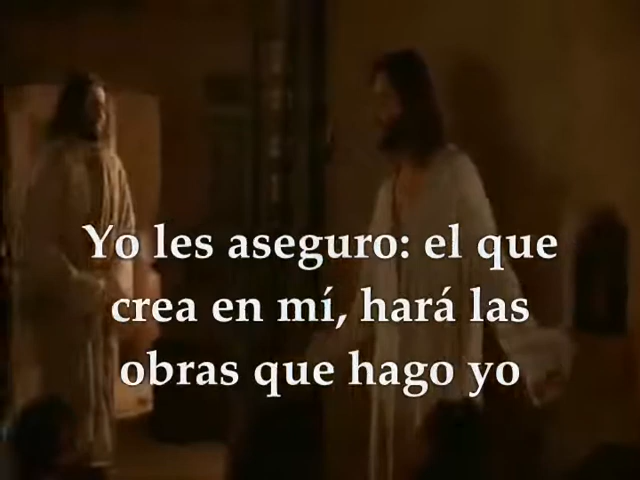 Yo les aseguro: el que
crea en mí, hará las
obras que hago yo